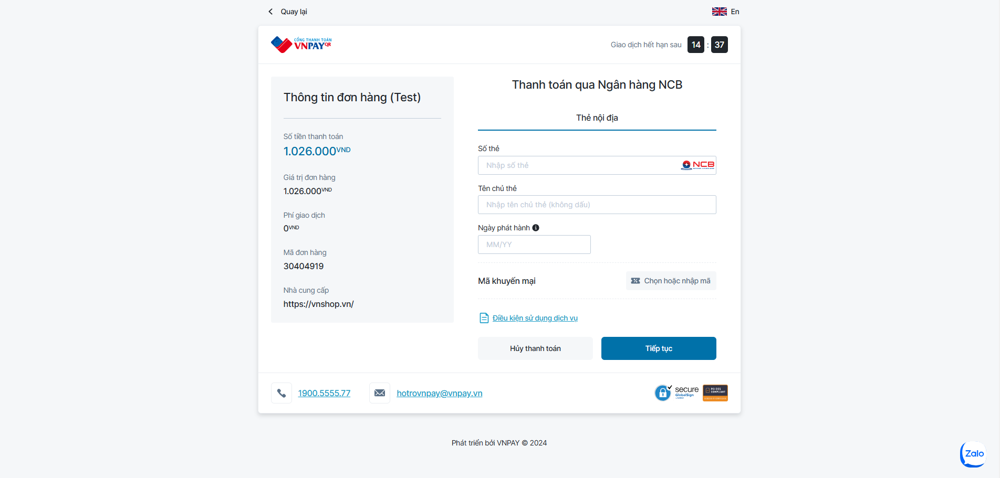 Quay lại
En
CỔNG THANH TOÁN
VNPAYQR
Giao dịch hết hạn sau 14 : 37
Thông tin đơn hàng (Test)
Số tiền thanh toán
1.026.000VND
Giá trị đơn hàng
1.026.000VND
Phí giao dịch
0VND
Mã đơn hàng
30404919
Nhà cung cấp
https://vnshop.vn/
Thanh toán qua Ngân hàng NCB
Thẻ nội địa
Số thẻ
Nhập số thẻ
NCB
Tên chủ thẻ
Nhập tên chủ thẻ (không dấu)
Ngày phát hành
MM/YY
Mã khuyến mại
Chọn hoặc nhập mã
Điều kiện sử dụng dịch vụ
Hủy thanh toán
Tiếp tục
1900.5555.77
hotrovnpay@vnpay.vn
secure
GlobalSign
PCI DSS
COMPLIANT
Phát triển bởi VNPAY © 2024
Zalo